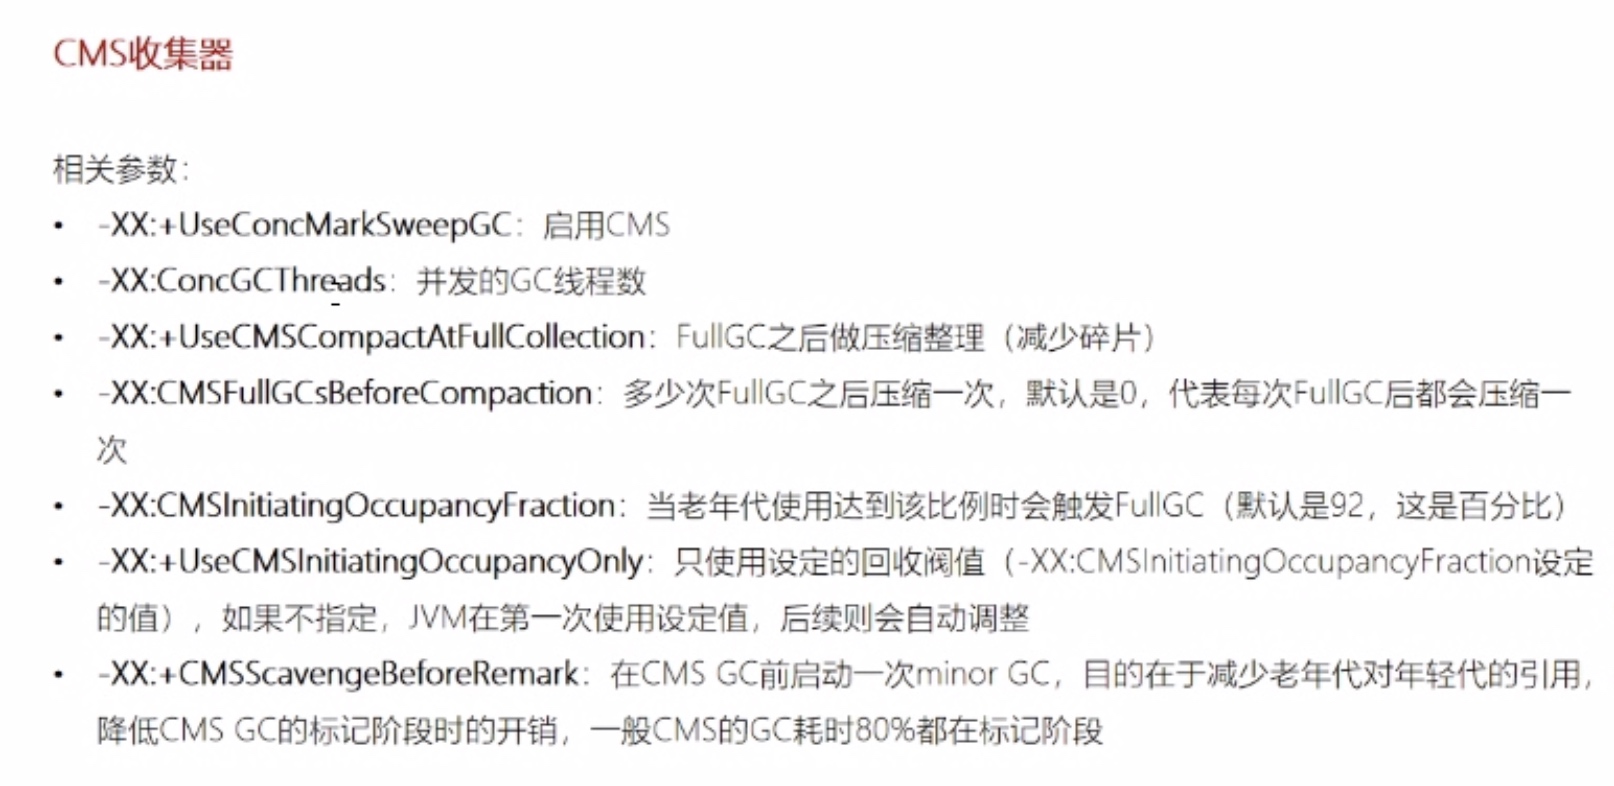 CMS收集器
相关参数：
• -XX:+UseConcMarkSweepGC：启用CMS
• -XX:ConcGCThreads：并发的GC线程数
• -XX:+UseCMSCompactAtFullCollection：FullGC之后做压缩整理（减少碎片）
• -XX:CMSFullGCsBeforeCompaction：多少次FullGC之后压缩一次，默认是0，代表每次FullGC后都会压缩一
次
• -XX:CMSInitiatingOccupancyFraction：当老年代使用达到该比例时会触发FullGC（默认是92，这是百分比）
• -XX:+UseCMSInitiatingOccupancyOnly：只使用设定的回收阀值（-XX:CMSInitiatingOccupancyFraction设定
的值），如果不指定，JVM在第一次使用设定值，后续则会自动调整
• -XX:+CMSScavengeBeforeRemark：在CMS GC前启动一次minor GC，目的在于减少老年代对年轻代的引用，
降低CMS GC的标记阶段时的开销，一般CMS的GC耗时80%都在标记阶段